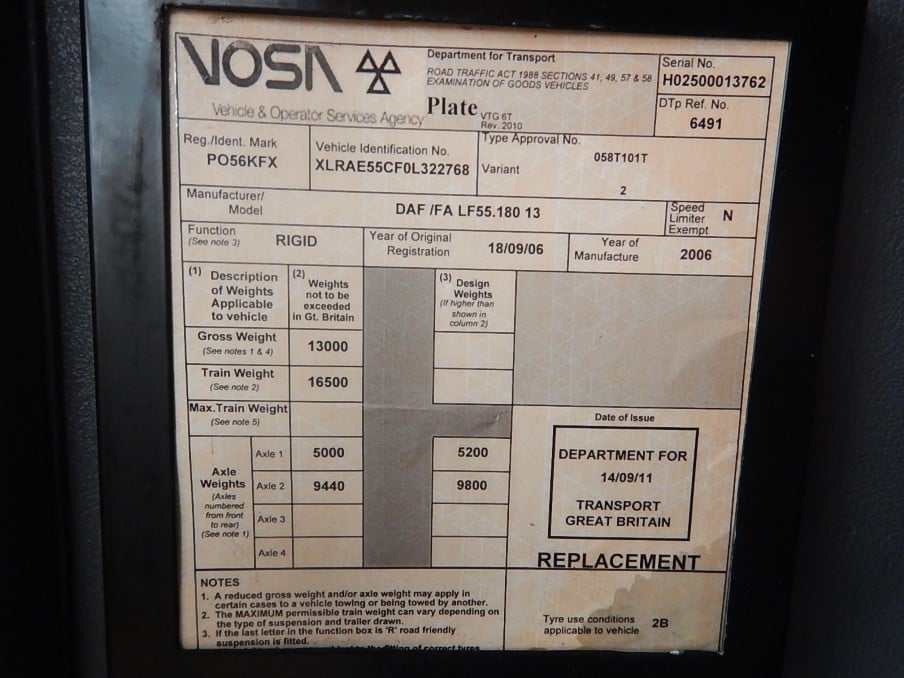 VOSA
Vehicle & Operator Services Agency
Department for Transport
ROAD TRAFFIC ACT 1988 SECTIONS 41, 49, 57 & 58
EXAMINATION OF GOODS VEHICLES
Plate VTG 6T
Rev. 2010
Serial No.
H02500013762
DTp Ref. No.
6491
Reg./Ident. Mark
PO56KFX
Vehicle Identification No.
XLRAE55CF0L322768
Type Approval No.
058T101T
Variant
2
Manufacturer/
Model
DAF /FA LF55.180 13
Speed
Limiter
Exempt
N
Function
(See note 3)
RIGID
Year of Original
Registration
18/09/06
Year of
Manufacture
2006
(1) Description
of Weights
Applicable
to vehicle
(2) Weights
not to be
exceeded
in Gt. Britain
(3) Design
Weights
(If higher than
shown in
column 2)
Gross Weight
(See notes 1 & 4)
13000
Train Weight
(See note 2)
16500
Max.Train Weight
(See note 5)
Axle
Weights
(Axles
numbered
from front
to rear)
(See note 1)
Axle 1 5000 5200
Axle 2 9440 9800
Axle 3
Axle 4
Date of Issue
DEPARTMENT FOR
14/09/11
TRANSPORT
GREAT BRITAIN
REPLACEMENT
NOTES
1. A reduced gross weight and/or axle weight may apply in
certain cases to a vehicle towing or being towed by another.
2. The MAXIMUM permissible train weight can vary depending on
the type of suspension and trailer drawn.
3. If the last letter in the function box is 'R' road friendly
suspension is fitted.
fitting of correct tyres
Tyre use conditions
applicable to vehicle
2B